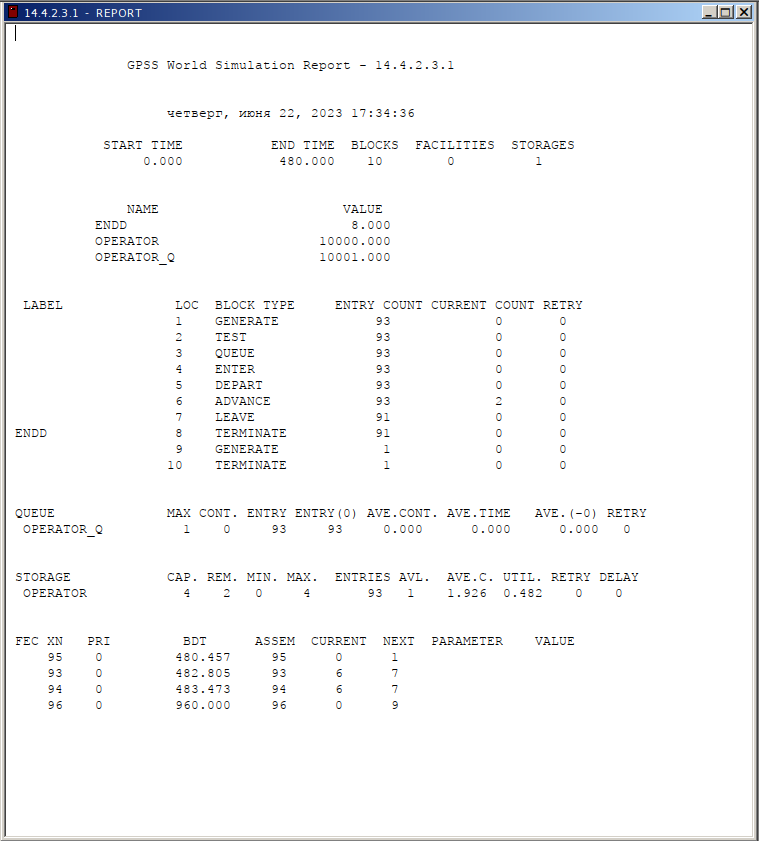 14.4.2.3.1 - REPORT
GPSS World Simulation Report - 14.4.2.3.1
четверг, июня 22, 2023 17:34:36
START TIME END TIME BLOCKS FACILITIES STORAGES
0.000 480.000 10 0 1
NAME VALUE
ENDD 8.000
OPERATOR 10000.000
OPERATOR_Q 10001.000
LABEL LOC BLOCK TYPE ENTRY COUNT CURRENT COUNT RETRY
1 GENERATE 93 0 0
2 TEST 93 0 0
3 QUEUE 93 0 0
4 ENTER 93 0 0
5 DEPART 93 0 0
6 ADVANCE 93 2 0
7 LEAVE 91 0 0
ENDD 8 TERMINATE 91 0 0
9 GENERATE 1 0 0
10 TERMINATE 1 0 0
QUEUE MAX CONT. ENTRY ENTRY(0) AVE.CONT. AVE.TIME AVE.(-0) RETRY
OPERATOR_Q 1 0 93 93 0.000 0.000 0.000 0
STORAGE CAP. REM. MIN. MAX. ENTRIES AVL. AVE.C. UTIL. RETRY DELAY
OPERATOR 4 2 0 4 93 1 1.926 0.482 0 0
FEC XN PRI BDT ASSEM CURRENT NEXT PARAMETER VALUE
95 0 480.457 95 0 1
93 0 482.805 93 6 7
94 0 483.473 94 6 7
96 0 960.000 96 0 9